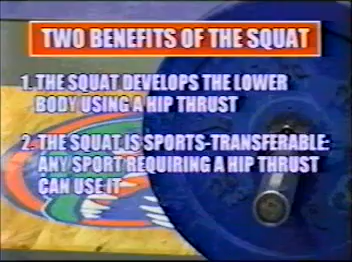 TWO BENEFITS OF THE SQUAT
1. THE SQUAT DEVELOPS THE LOWER
BODY USING A HIP THRUST
2. THE SQUAT IS SPORTS-TRANSFERABLE:
ANY SPORT REQUIRING A HIP THRUST
CAN USE IT